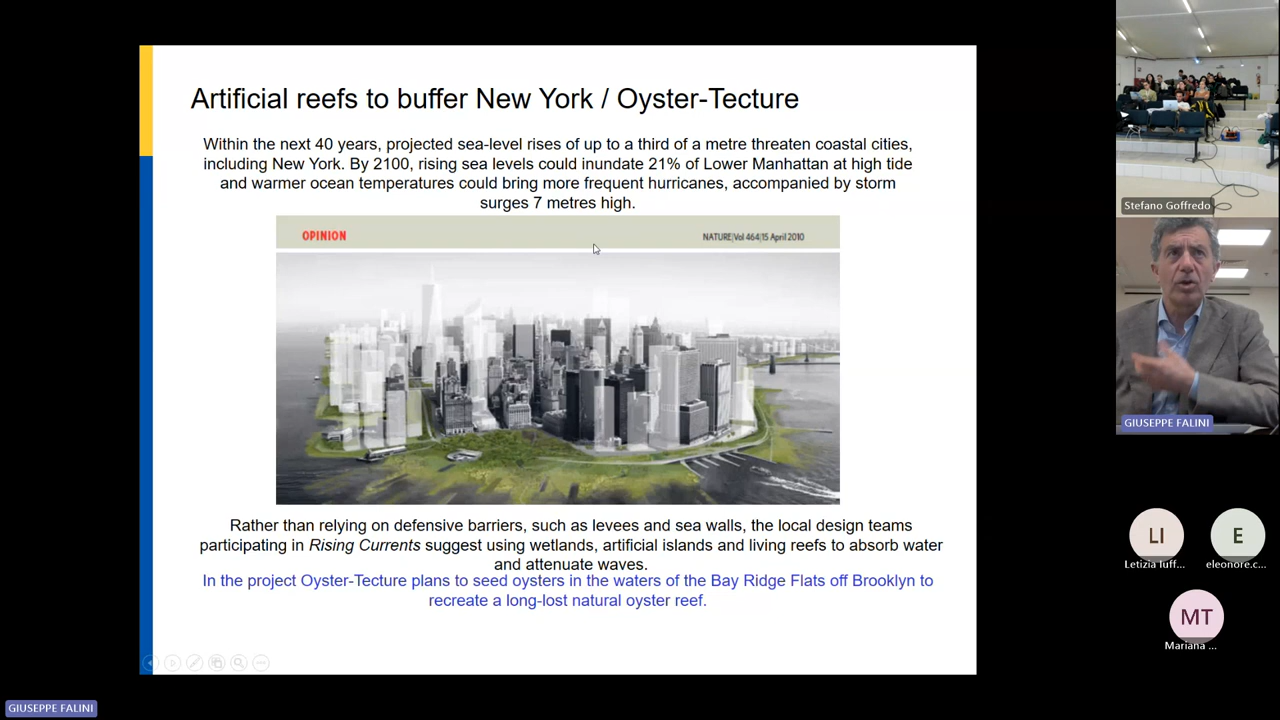 Artificial reefs to buffer New York / Oyster-Tecture
Within the next 40 years, projected sea-level rises of up to a third of a metre threaten coastal cities,
including New York. By 2100, rising sea levels could inundate 21% of Lower Manhattan at high tide
and warmer ocean temperatures could bring more frequent hurricanes, accompanied by storm
surges 7 metres high.
OPINION
NATURE|Vol 464|15 April 2010
Rather than relying on defensive barriers, such as levees and sea walls, the local design teams
participating in Rising Currents suggest using wetlands, artificial islands and living reefs to absorb water
and attenuate waves.
In the project Oyster-Tecture plans to seed oysters in the waters of the Bay Ridge Flats off Brooklyn to
recreate a long-lost natural oyster reef.
Stefano Goffredo
GIUSEPPE FALINI
LI
Letizia Iuff...
E
eleonore.c...
MT
Mariana ...
GIUSEPPE FALINI